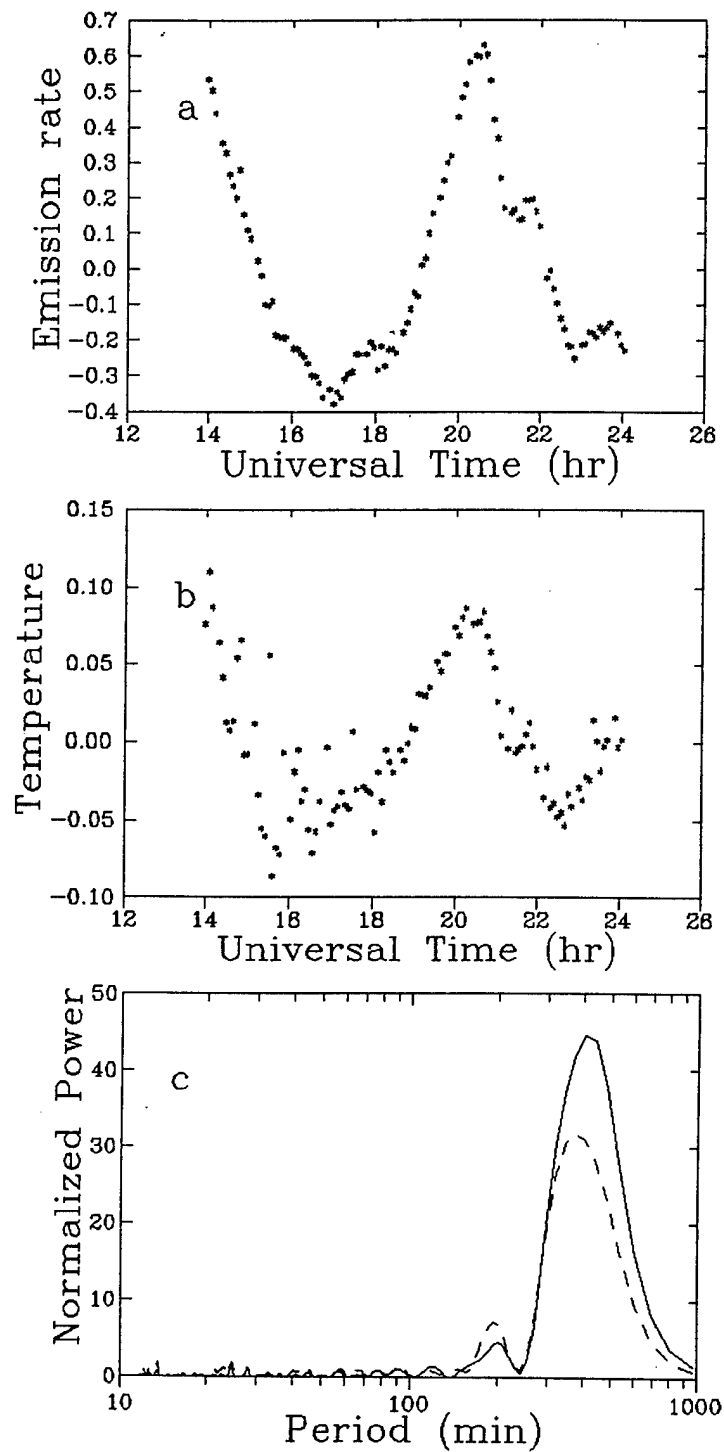 0.7
0.6
0.5
0.4
0.3
0.2
0.1
0.0
−0.1
−0.2
−0.3
−0.4
Emission rate
a
12 14 16 18 20 22 24 26
Universal Time (hr)
0.15
0.10
0.05
0.00
−0.05
−0.10
Temperature
b
12 14 16 18 20 22 24 26
Universal Time (hr)
50
40
30
20
10
0
Normalized Power
c
10 100 1000
Period (min)